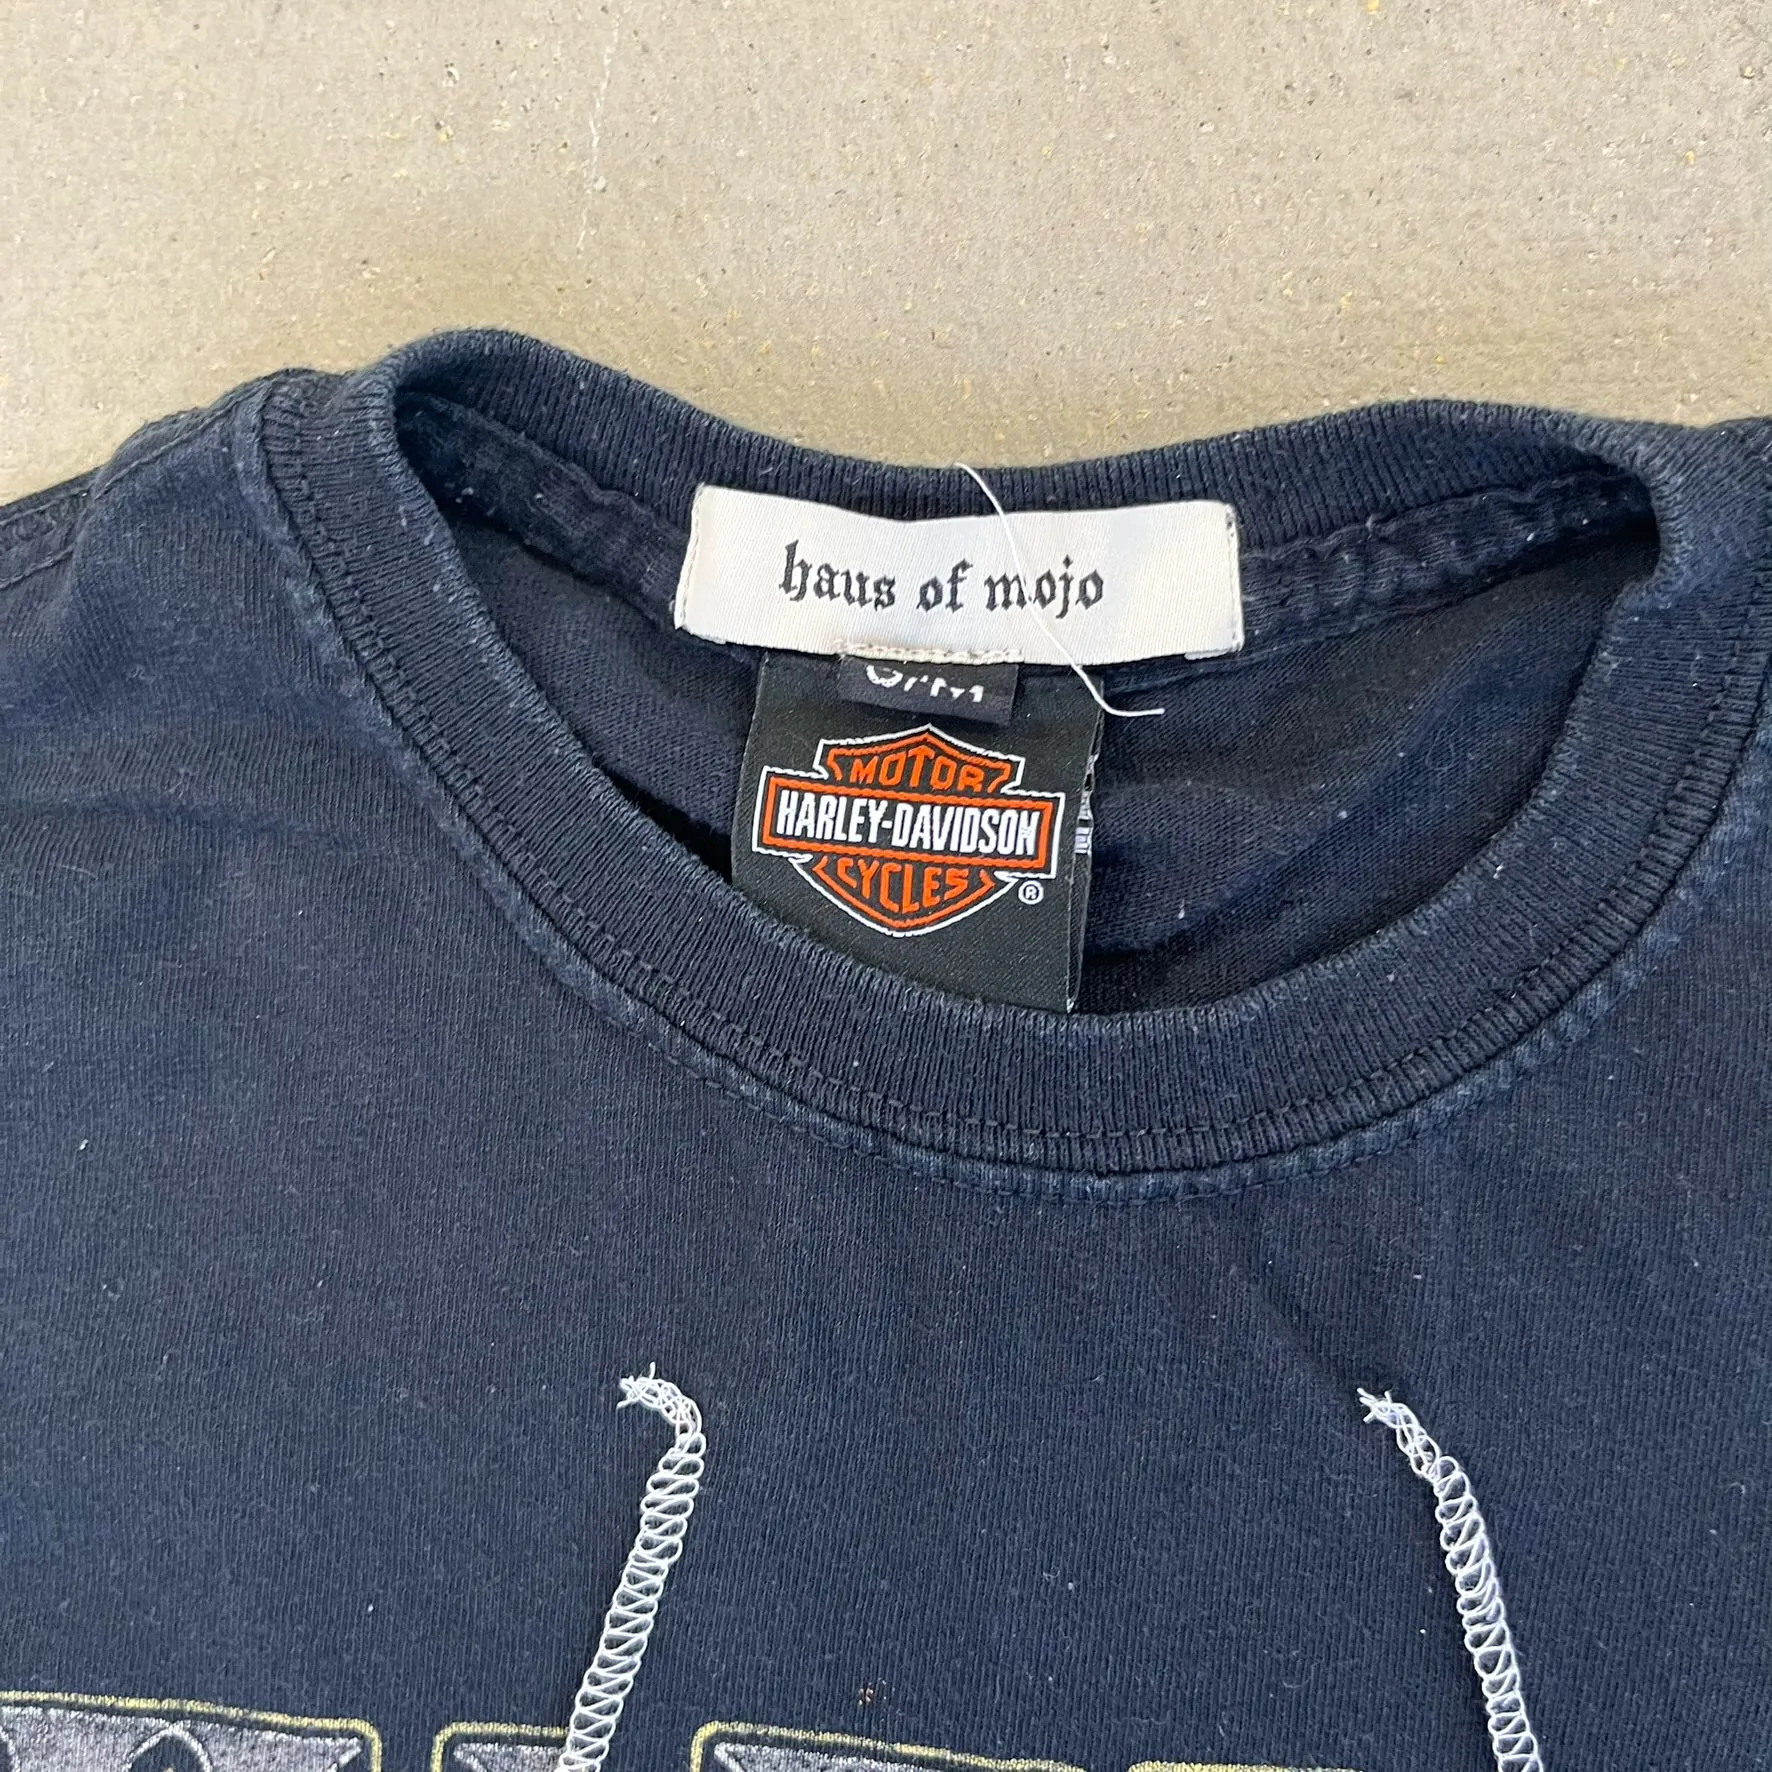 haus of mojo
MOTOR
HARLEY-DAVIDSON
CYCLES
®